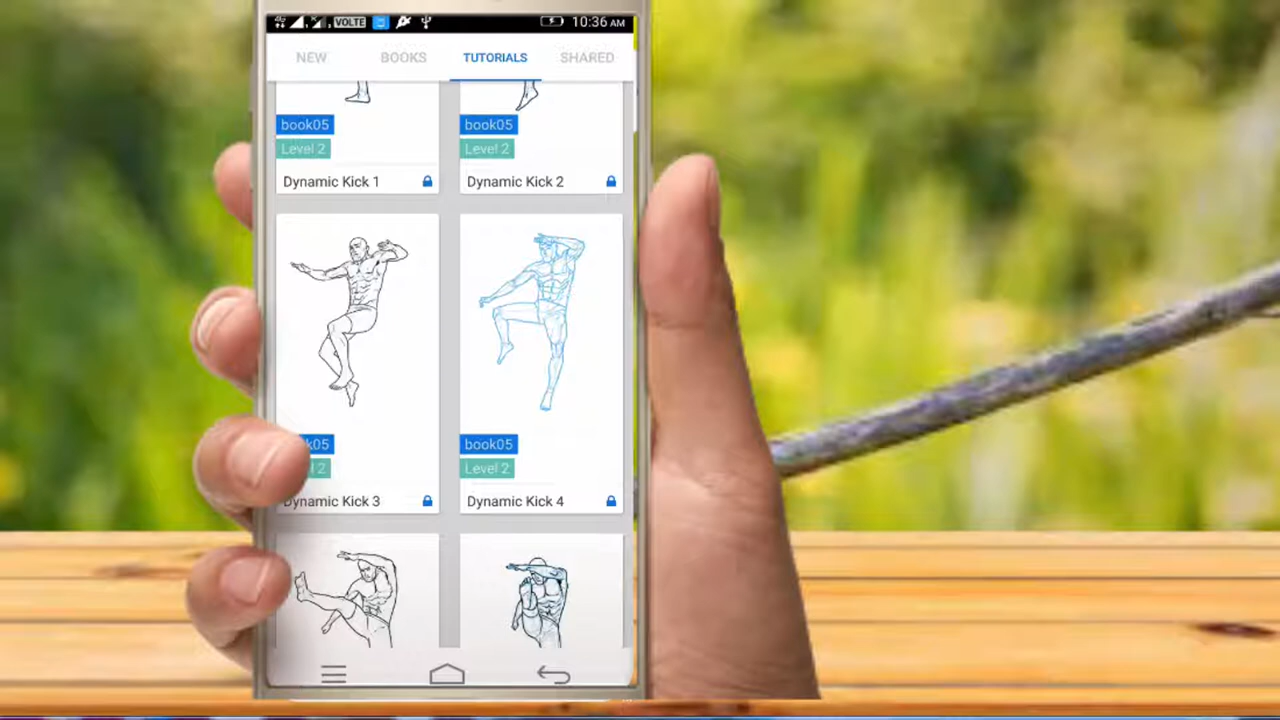 VOLTE 10:36 AM
NEW BOOKS TUTORIALS SHARED
book05 book05
Level 2 Level 2
Dynamic Kick 1 Dynamic Kick 2
book05
Level 2
Dynamic Kick 3 Dynamic Kick 4